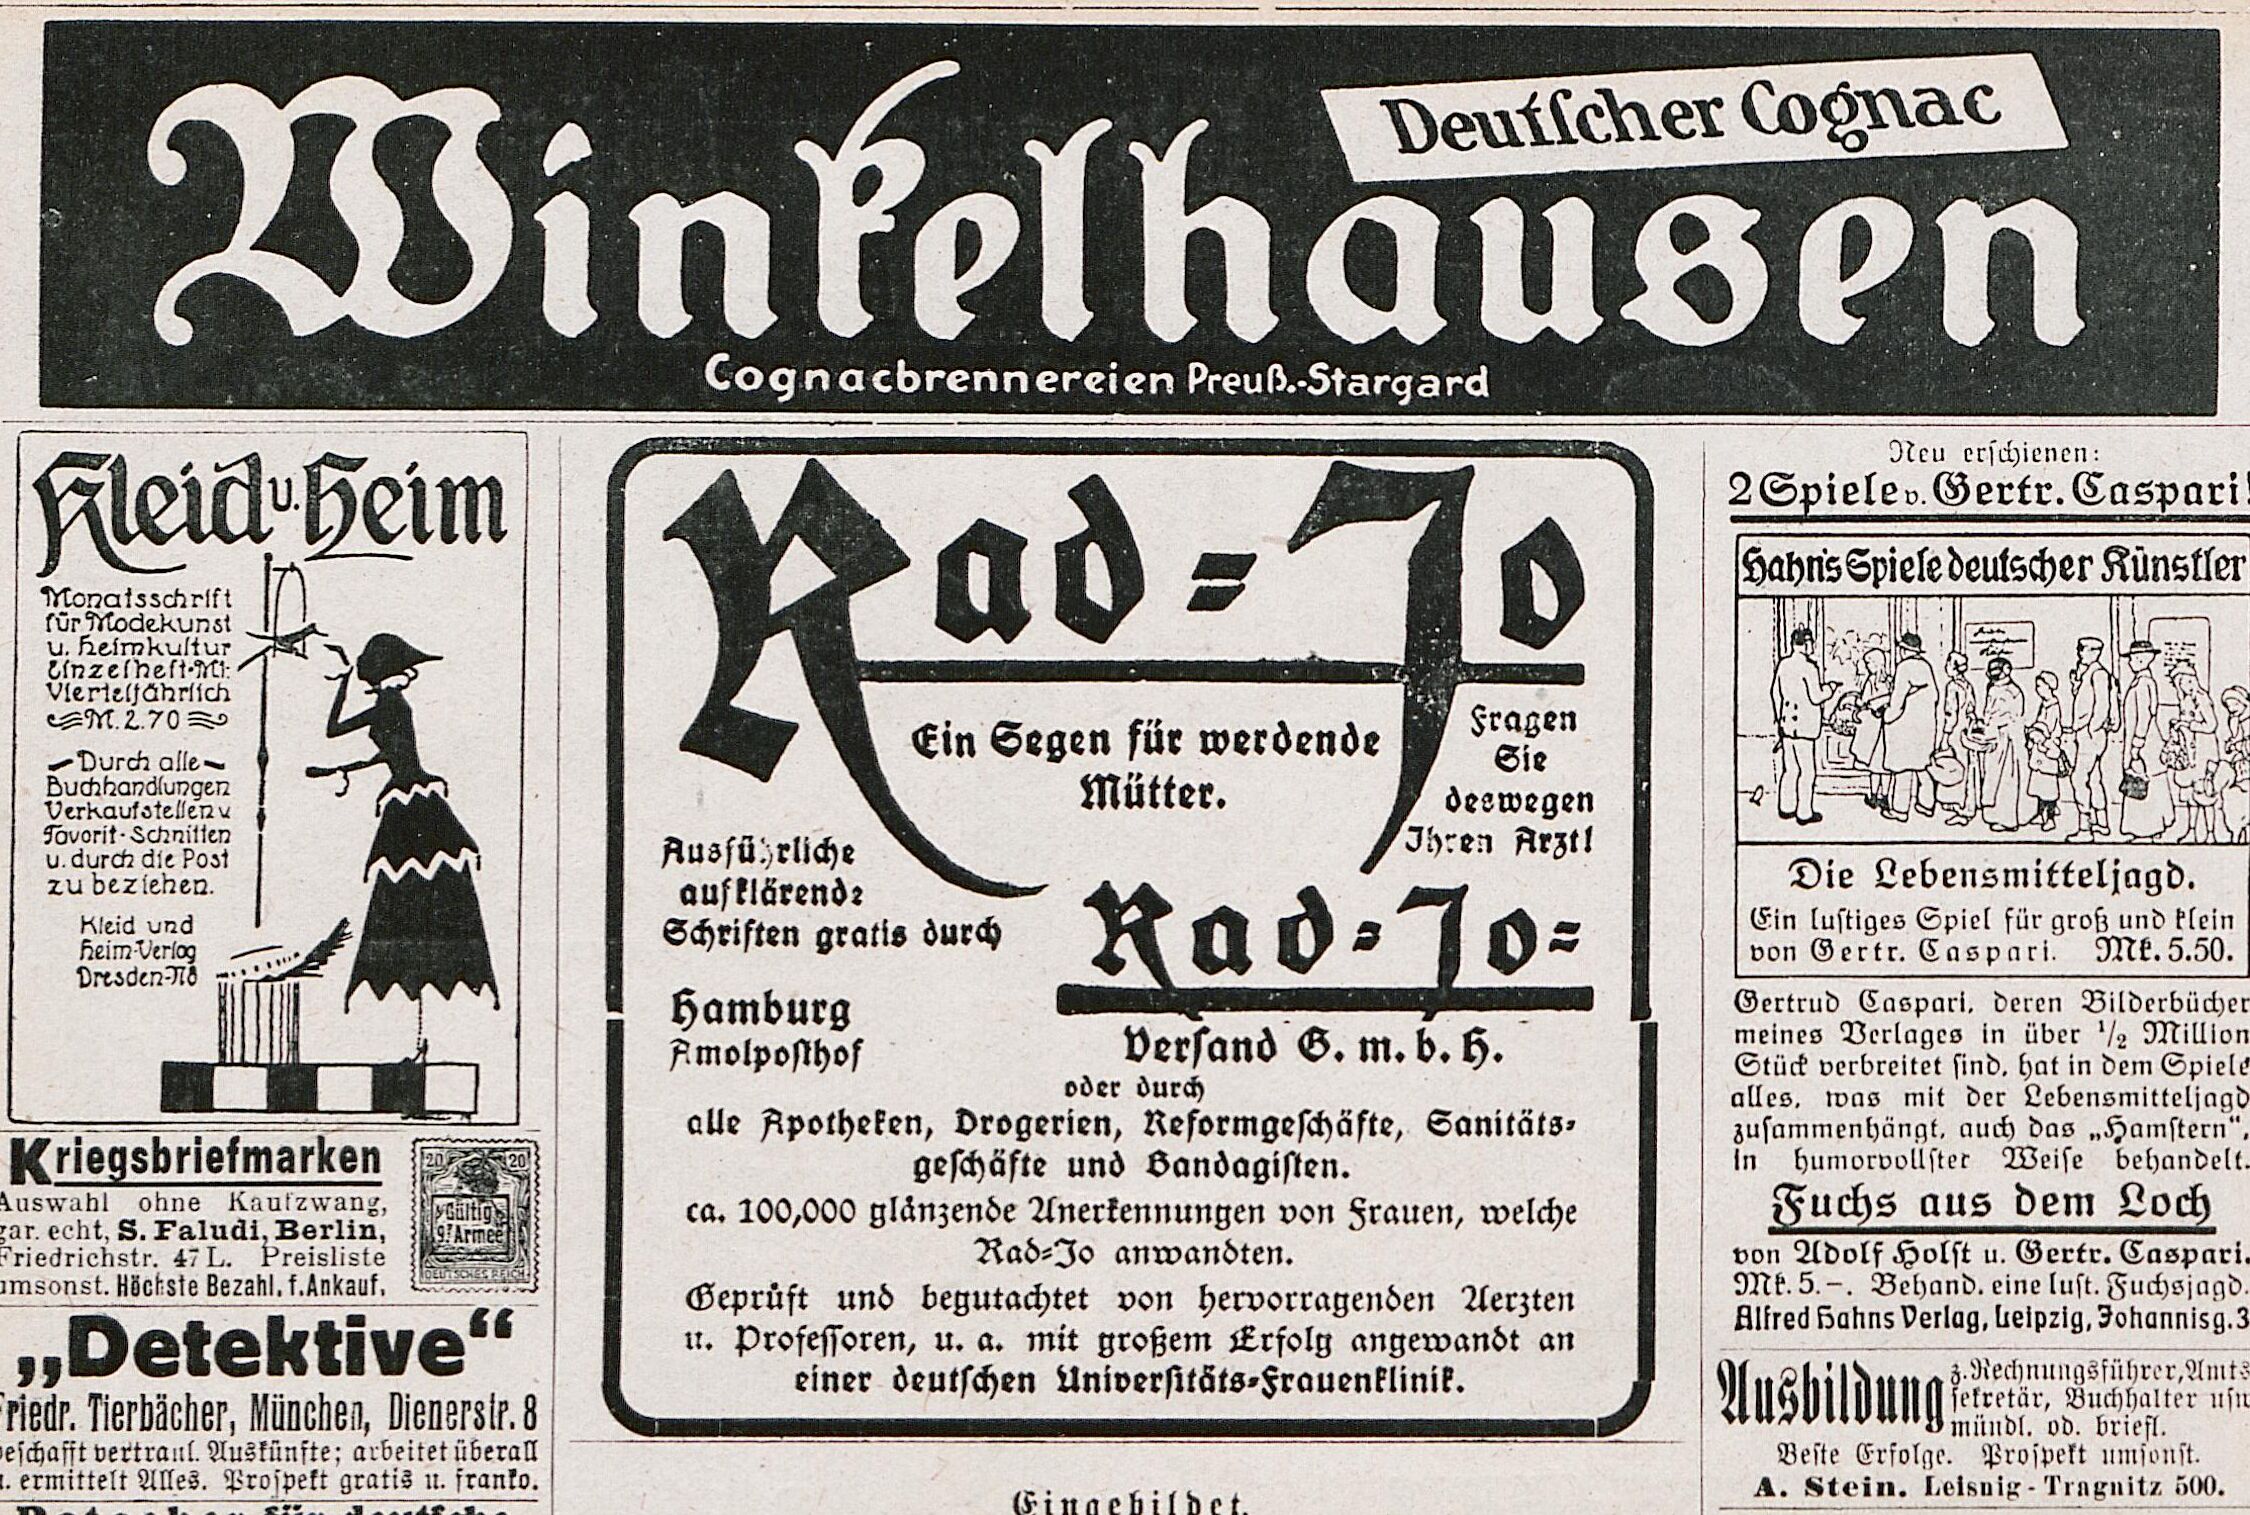 Winkelhausen
Deutscher Cognac
Cognacbrennereien Preuß.-Stargard
Kleid u. Heim
Monatsschrift
für Modekunst
u. Heimkultur
Einzelheft-M1:
Vierteljährlich
M. 2.70
Durch alle
Buchhandlungen
Verkaufstellen v
Favorit-Schnitten
u. durch die Post
zu beziehen.
Kleid und
Heim-Verlag
Dresden-N8
Kriegsbriefmarken
Auswahl ohne Kaufzwang,
gar. echt, S. Faludi, Berlin,
Friedrichstr. 47 L. Preisliste
umsonst. Höchste Bezahl. f. Ankauf.
20 20
Gültig
9. Armee
DEUTSCHES REICH
„Detektive“
Friedr. Tierbächer, München, Dienerstr. 8
beschafft vertraul. Auskünfte; arbeitet überall
u. ermittelt Alles. Prospekt gratis u. franko.
Rad-Jo
Ein Segen für werdende
Mütter.
Fragen
Sie
deswegen
Ihren Arzt!
Ausführliche
aufklärende
Schriften gratis durch
Rad-Jo-
Hamburg
Amolposthof
Versand G. m. b. H.
oder durch
alle Apotheken, Drogerien, Reformgeschäfte, Sanitäts-
geschäfte und Bandagisten.
ca. 100,000 glänzende Anerkennungen von Frauen, welche
Rad-Jo anwandten.
Geprüft und begutachtet von hervorragenden Aerzten
u. Professoren, u. a. mit großem Erfolg angewandt an
einer deutschen Universitäts-Frauenklinik.
Eingebildet.
Neu erschienen:
2 Spiele v. Gertr. Caspari!
Hahn's Spiele deutscher Künstler
Die Lebensmitteljagd.
Ein lustiges Spiel für groß und klein
von Gertr. Caspari. Mk. 5.50.
Gertrud Caspari, deren Bilderbücher
meines Verlages in über 1/2 Million
Stück verbreitet sind, hat in dem Spiele
alles, was mit der Lebensmitteljagd
zusammenhängt, auch das „Hamstern“,
in humorvollster Weise behandelt.
Fuchs aus dem Loch
von Adolf Holst u. Gertr. Caspari.
Mk. 5.–. Behand. eine lust. Fuchsjagd.
Alfred Hahns Verlag, Leipzig, Johannisg. 3
Ausbildung z. Rechnungsführer, Amts
sekretär, Buchhalter usw
mündl. od. briefl.
Beste Erfolge. Prospekt umsonst.
A. Stein. Leisnig-Tragnitz 500.